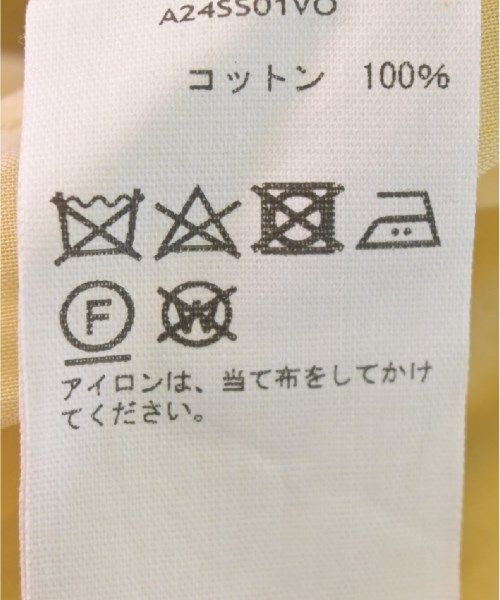 A24SS01VO
コットン 100%
F
W
アイロンは、当て布をしてかけ
てください。